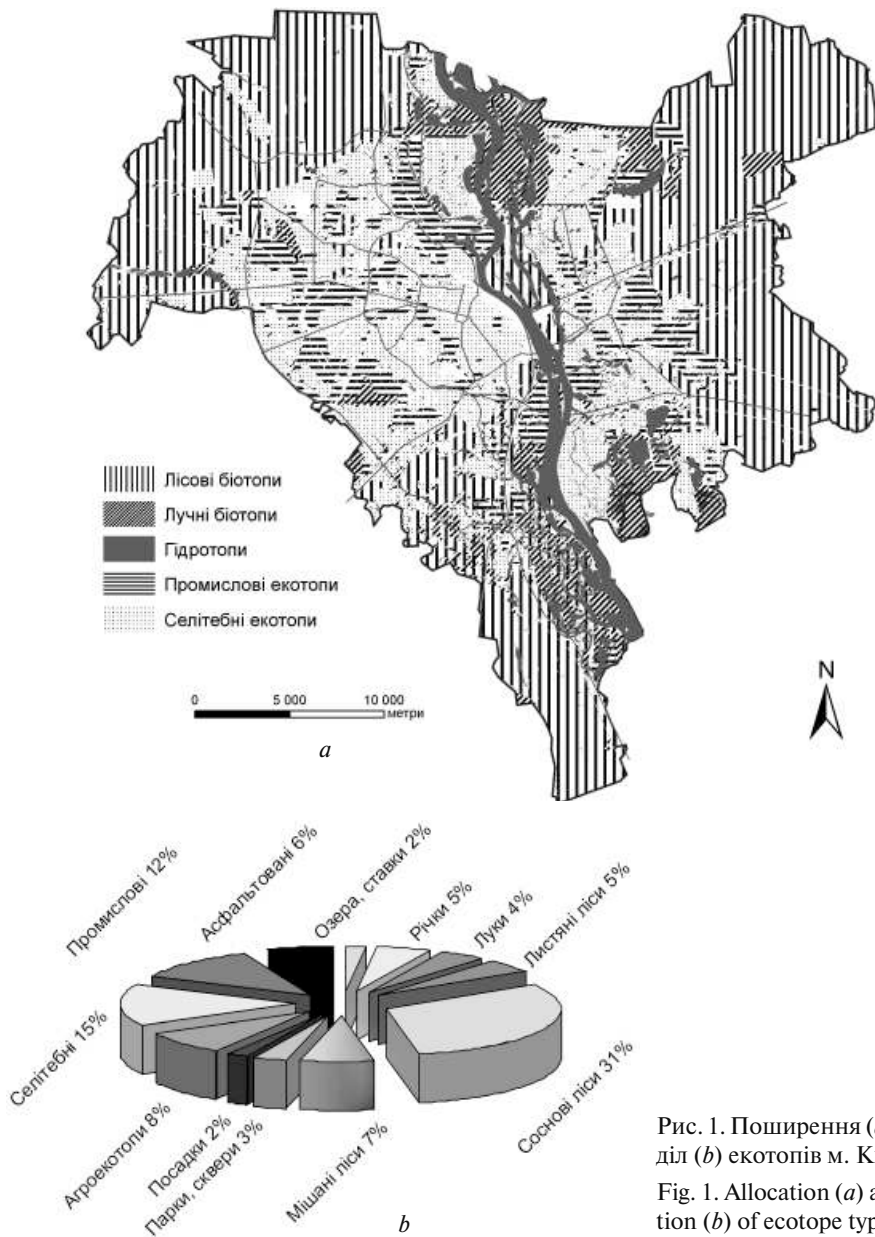 Лісові біотопи
Лучні біотопи
Гідротопи
Промислові екотопи
Селітебні екотопи
0 5 000 10 000
метри
N
a
Промислові 12%
Асфальтовані 6%
Озера, ставки 2%
Річки 5%
Луки 4%
Листяні ліси 5%
Соснові ліси 31%
Мішані ліси 7%
Парки, сквери 3%
Посадки 2%
Агроекотопи 8%
Селітебні 15%
b
Рис. 1. Поширення (
діл (b) екотопів м. К
Fig. 1. Allocation (a) a
tion (b) of ecotope typ